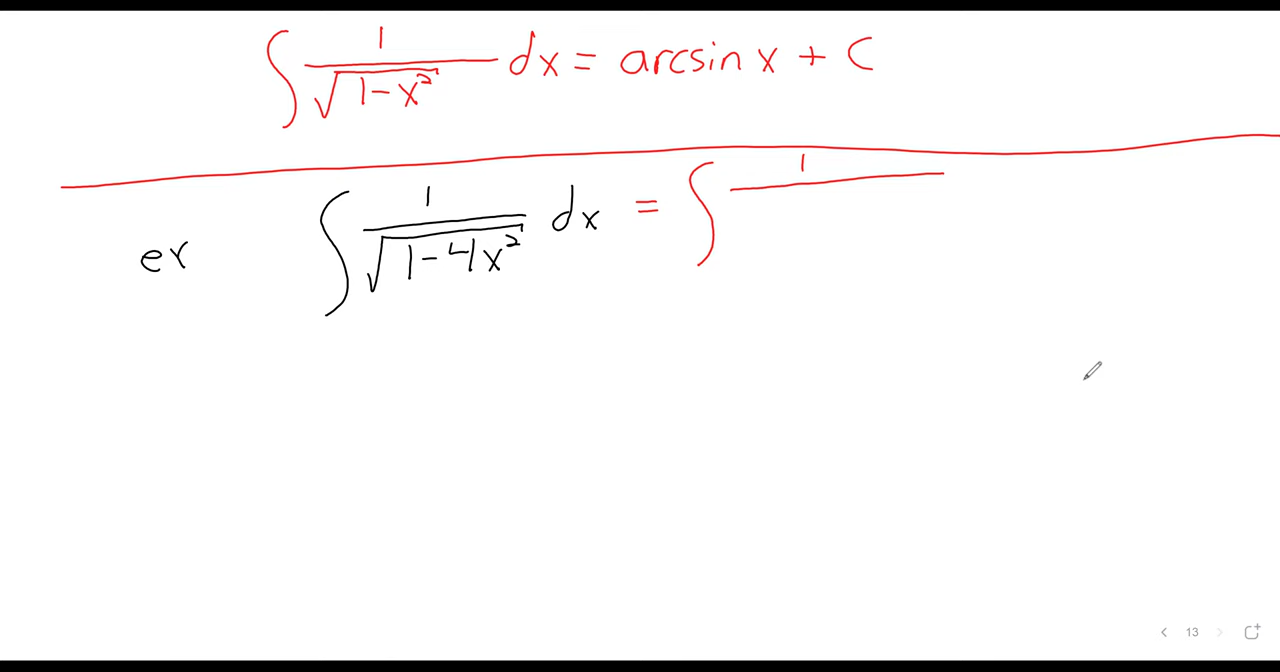 ∫ 1/√(1-x²) dx = arcsin x + C
ex ∫ 1/√(1-4x²) dx = ∫ 1/
13